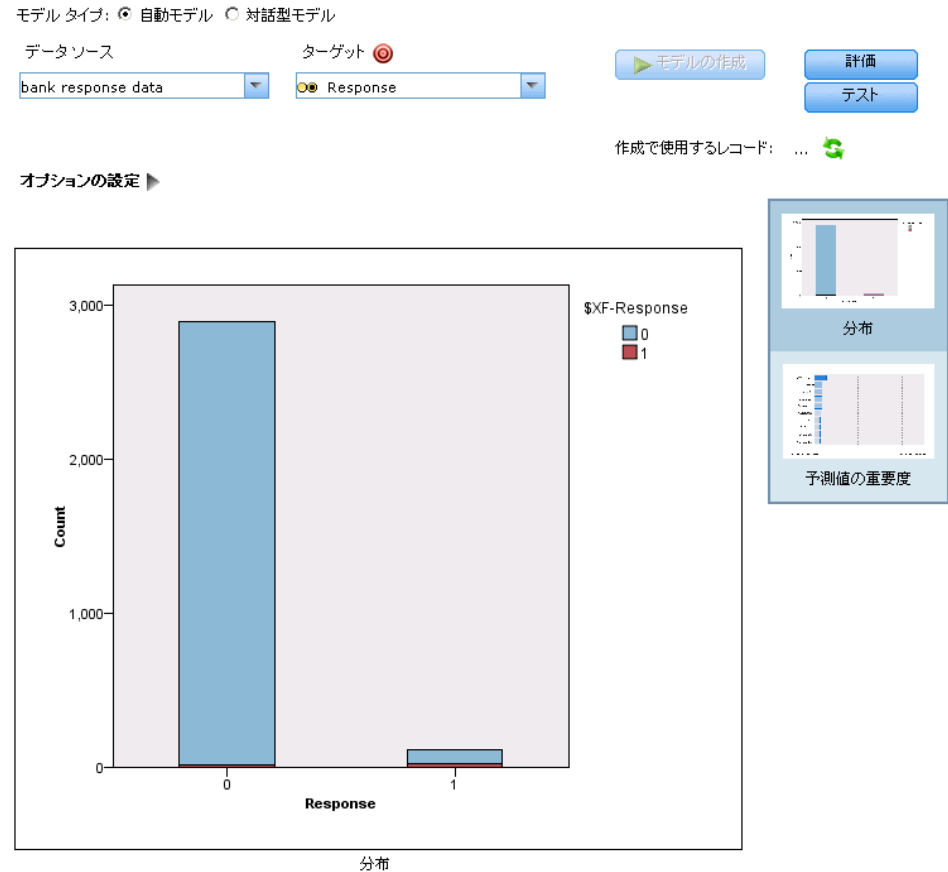 モデル タイプ: 自動モデル 対話型モデル
データ ソース
ターゲット
bank response data
Response
モデルの作成
評価
テスト
作成で使用するレコード: ...
オプションの設定
3,000
2,000
1,000
0
Count
0
1
Response
$XF-Response
0
1
分布
分布
予測値の重要度